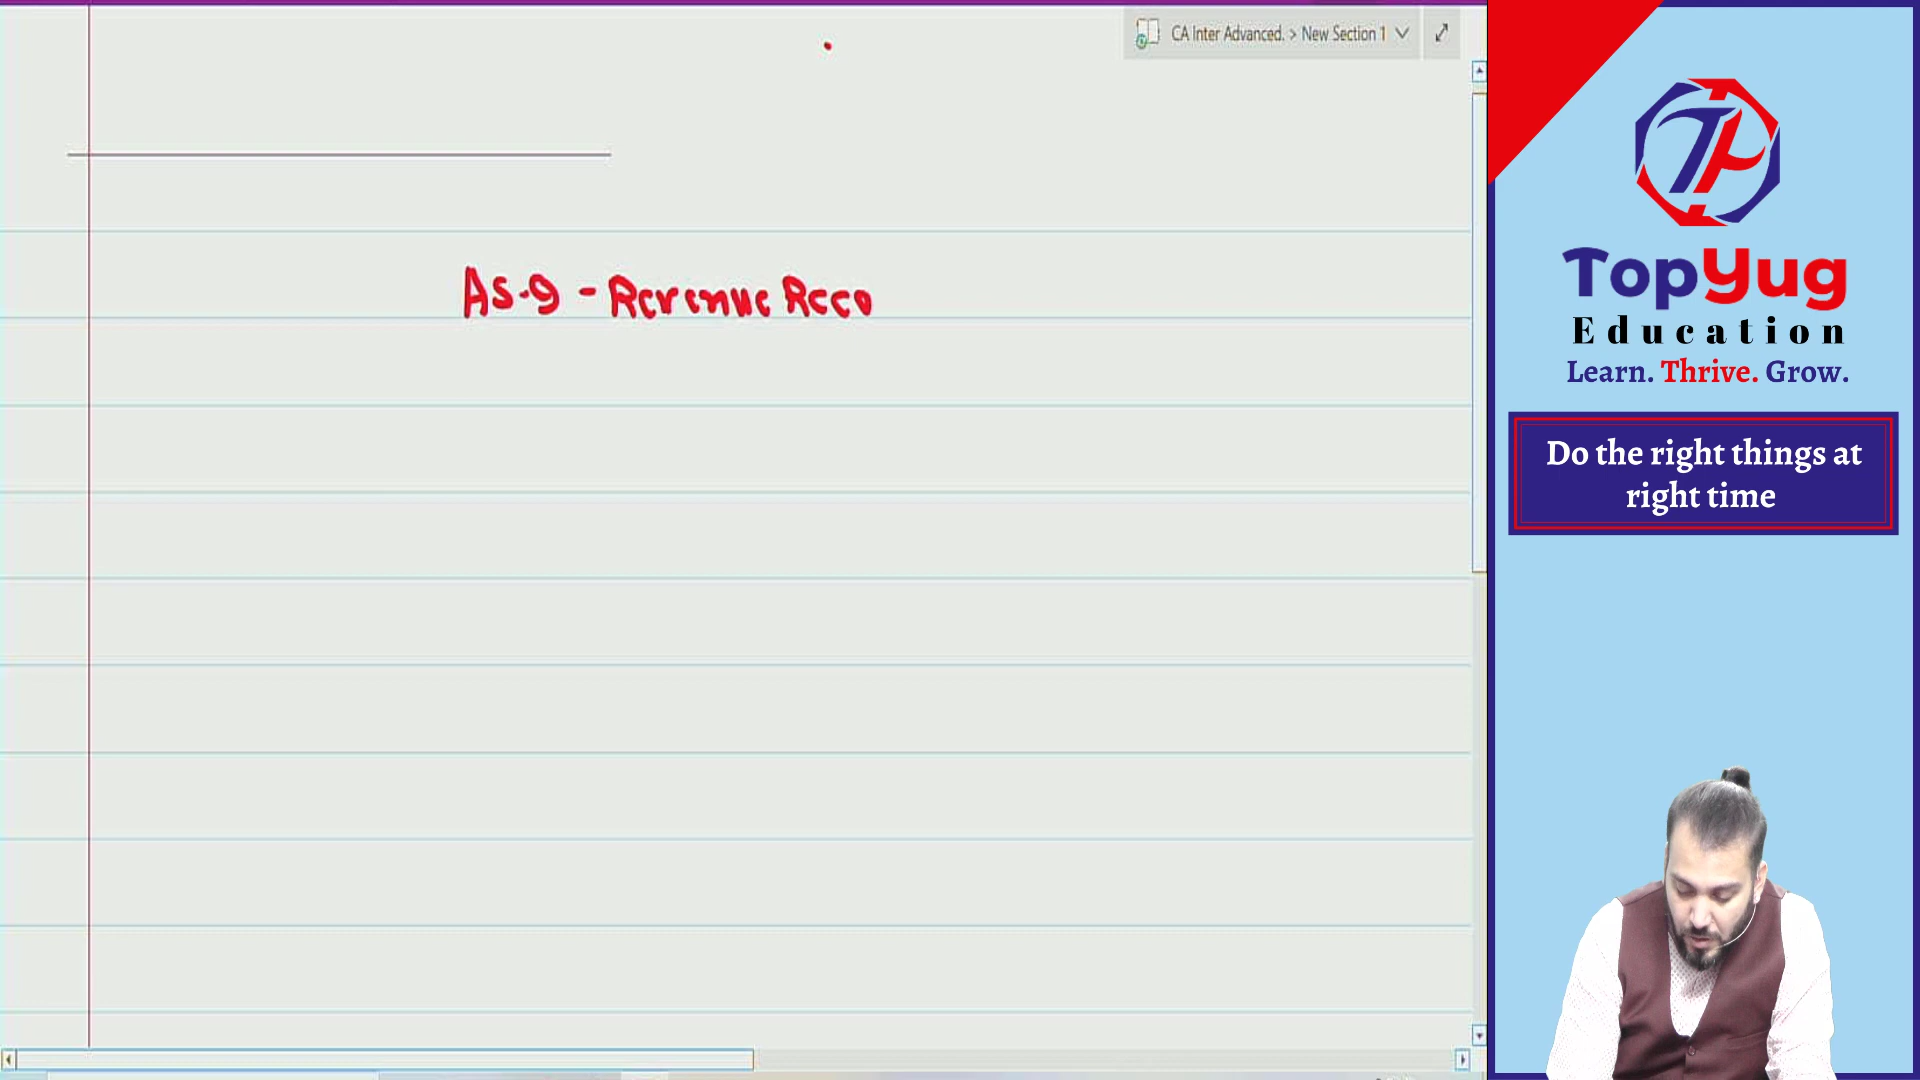 CA Inter Advanced. > New Section 1
AS-9 - Revenue Reco
TopYug
Education
Learn. Thrive. Grow.
Do the right things at
right time